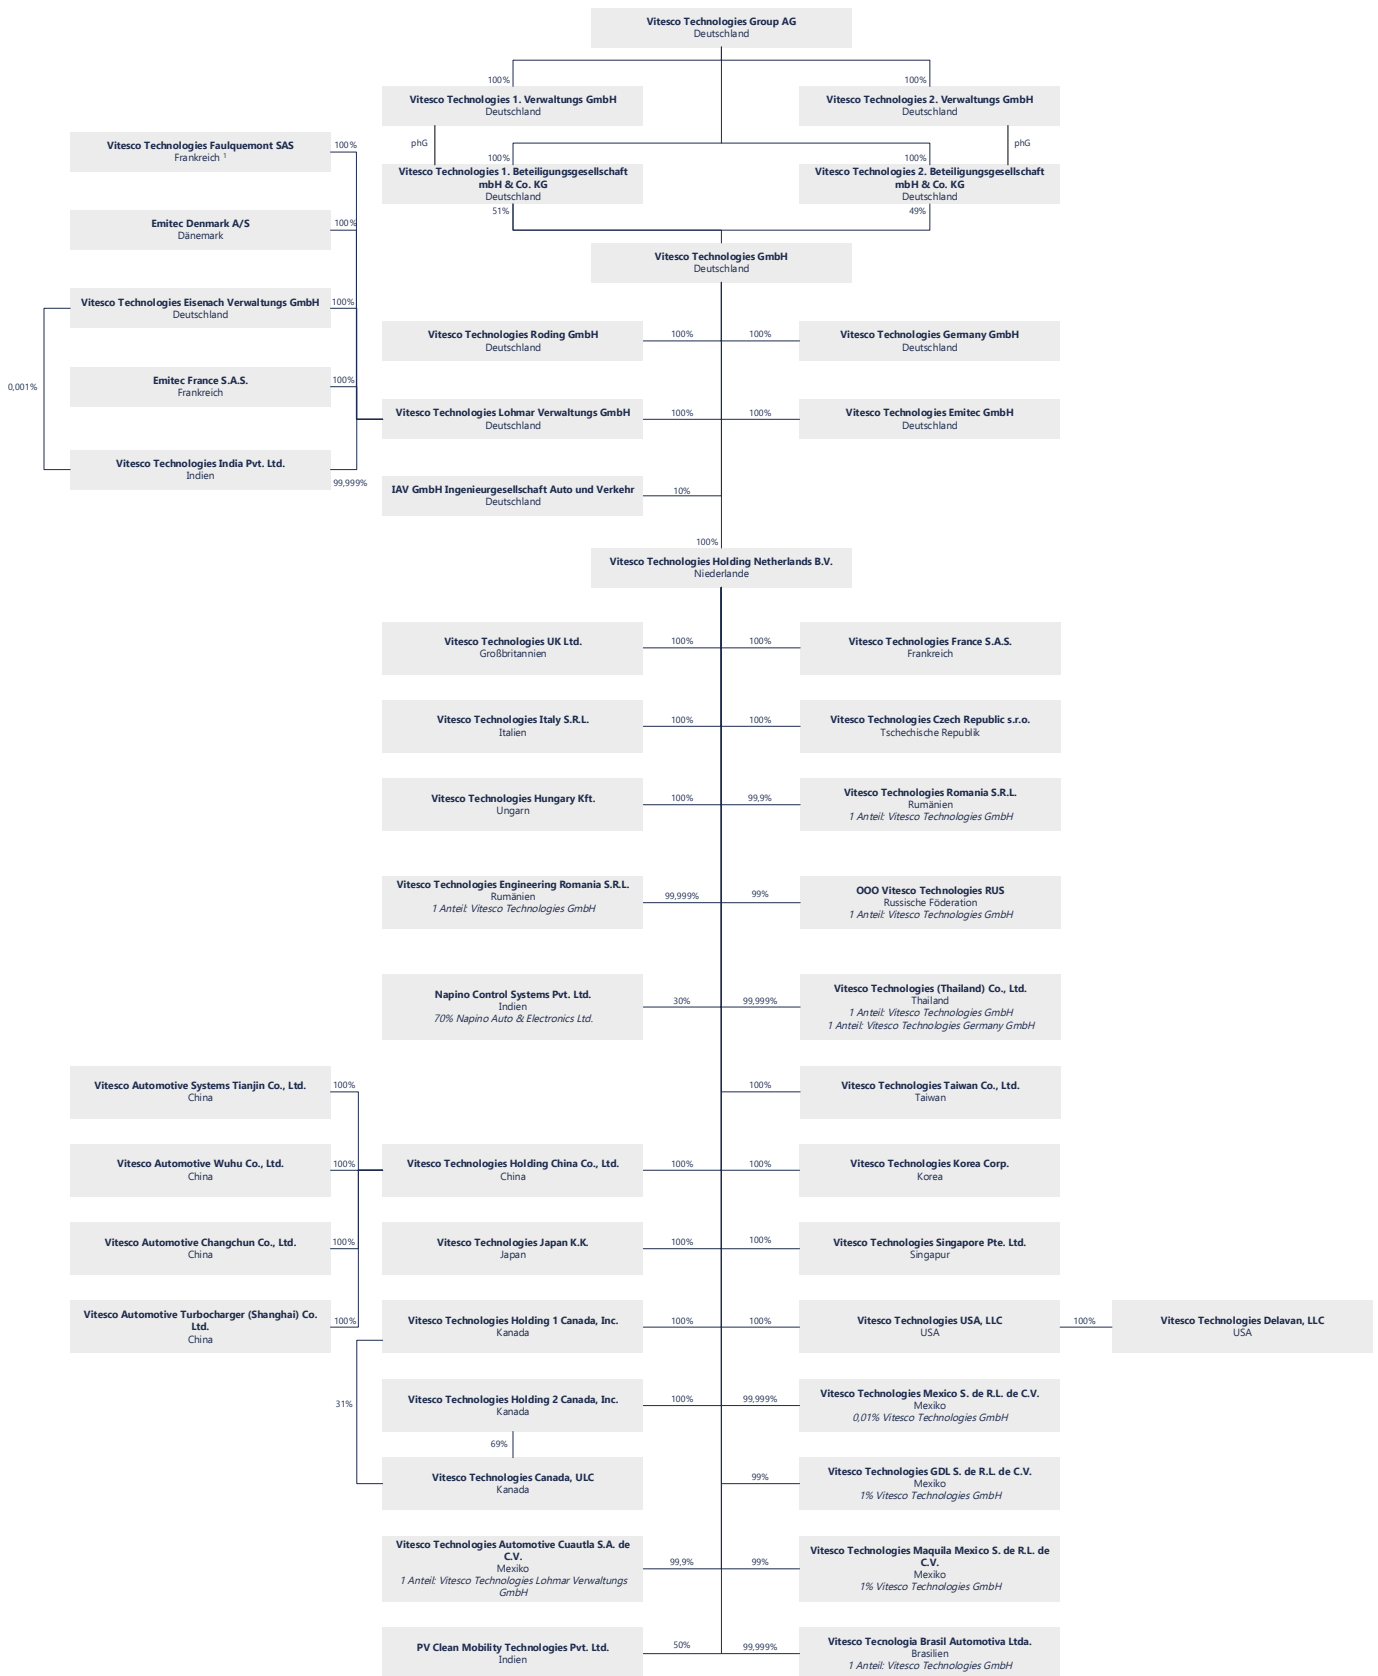 Vitesco Technologies Group AG
Deutschland
100%
100%
Vitesco Technologies 1. Verwaltungs GmbH
Deutschland
Vitesco Technologies 2. Verwaltungs GmbH
Deutschland
phG
phG
Vitesco Technologies Faulquemont SAS
Frankreich ¹
100%
100%
100%
Vitesco Technologies 1. Beteiligungsgesellschaft
mbH & Co. KG
Deutschland
Vitesco Technologies 2. Beteiligungsgesellschaft
mbH & Co. KG
Deutschland
51%
49%
Emitec Denmark A/S
Dänemark
100%
Vitesco Technologies GmbH
Deutschland
Vitesco Technologies Eisenach Verwaltungs GmbH
Deutschland
100%
Vitesco Technologies Roding GmbH
Deutschland
100%
100%
Vitesco Technologies Germany GmbH
Deutschland
0,001%
Emitec France S.A.S.
Frankreich
100%
Vitesco Technologies Lohmar Verwaltungs GmbH
Deutschland
100%
100%
Vitesco Technologies Emitec GmbH
Deutschland
Vitesco Technologies India Pvt. Ltd.
Indien
99,999%
IAV GmbH Ingenieurgesellschaft Auto und Verkehr
Deutschland
10%
100%
Vitesco Technologies Holding Netherlands B.V.
Niederlande
Vitesco Technologies UK Ltd.
Großbritannien
100%
100%
Vitesco Technologies France S.A.S.
Frankreich
Vitesco Technologies Italy S.R.L.
Italien
100%
100%
Vitesco Technologies Czech Republic s.r.o.
Tschechische Republik
Vitesco Technologies Hungary Kft.
Ungarn
100%
99,9%
Vitesco Technologies Romania S.R.L.
Rumänien
1 Anteil: Vitesco Technologies GmbH
Vitesco Technologies Engineering Romania S.R.L.
Rumänien
1 Anteil: Vitesco Technologies GmbH
99,999%
99%
OOO Vitesco Technologies RUS
Russische Föderation
1 Anteil: Vitesco Technologies GmbH
Napino Control Systems Pvt. Ltd.
Indien
70% Napino Auto & Electronics Ltd.
30%
99,999%
Vitesco Technologies (Thailand) Co., Ltd.
Thailand
1 Anteil: Vitesco Technologies GmbH
1 Anteil: Vitesco Technologies Germany GmbH
Vitesco Automotive Systems Tianjin Co., Ltd.
China
100%
100%
Vitesco Technologies Taiwan Co., Ltd.
Taiwan
Vitesco Automotive Wuhu Co., Ltd.
China
100%
Vitesco Technologies Holding China Co., Ltd.
China
100%
100%
Vitesco Technologies Korea Corp.
Korea
Vitesco Automotive Changchun Co., Ltd.
China
100%
Vitesco Technologies Japan K.K.
Japan
100%
100%
Vitesco Technologies Singapore Pte. Ltd.
Singapur
Vitesco Automotive Turbocharger (Shanghai) Co.
Ltd.
China
100%
Vitesco Technologies Holding 1 Canada, Inc.
Kanada
100%
100%
Vitesco Technologies USA, LLC
USA
100%
Vitesco Technologies Delavan, LLC
USA
31%
Vitesco Technologies Holding 2 Canada, Inc.
Kanada
100%
99,999%
Vitesco Technologies Mexico S. de R.L. de C.V.
Mexiko
0,01% Vitesco Technologies GmbH
69%
Vitesco Technologies Canada, ULC
Kanada
99%
Vitesco Technologies GDL S. de R.L. de C.V.
Mexiko
1% Vitesco Technologies GmbH
Vitesco Technologies Automotive Cuautla S.A. de
C.V.
Mexiko
1 Anteil: Vitesco Technologies Lohmar Verwaltungs
GmbH
99,9%
99%
Vitesco Technologies Maquila Mexico S. de R.L. de
C.V.
Mexiko
1% Vitesco Technologies GmbH
PV Clean Mobility Technologies Pvt. Ltd.
Indien
50%
99,999%
Vitesco Tecnologia Brasil Automotiva Ltda.
Brasilien
1 Anteil: Vitesco Technologies GmbH